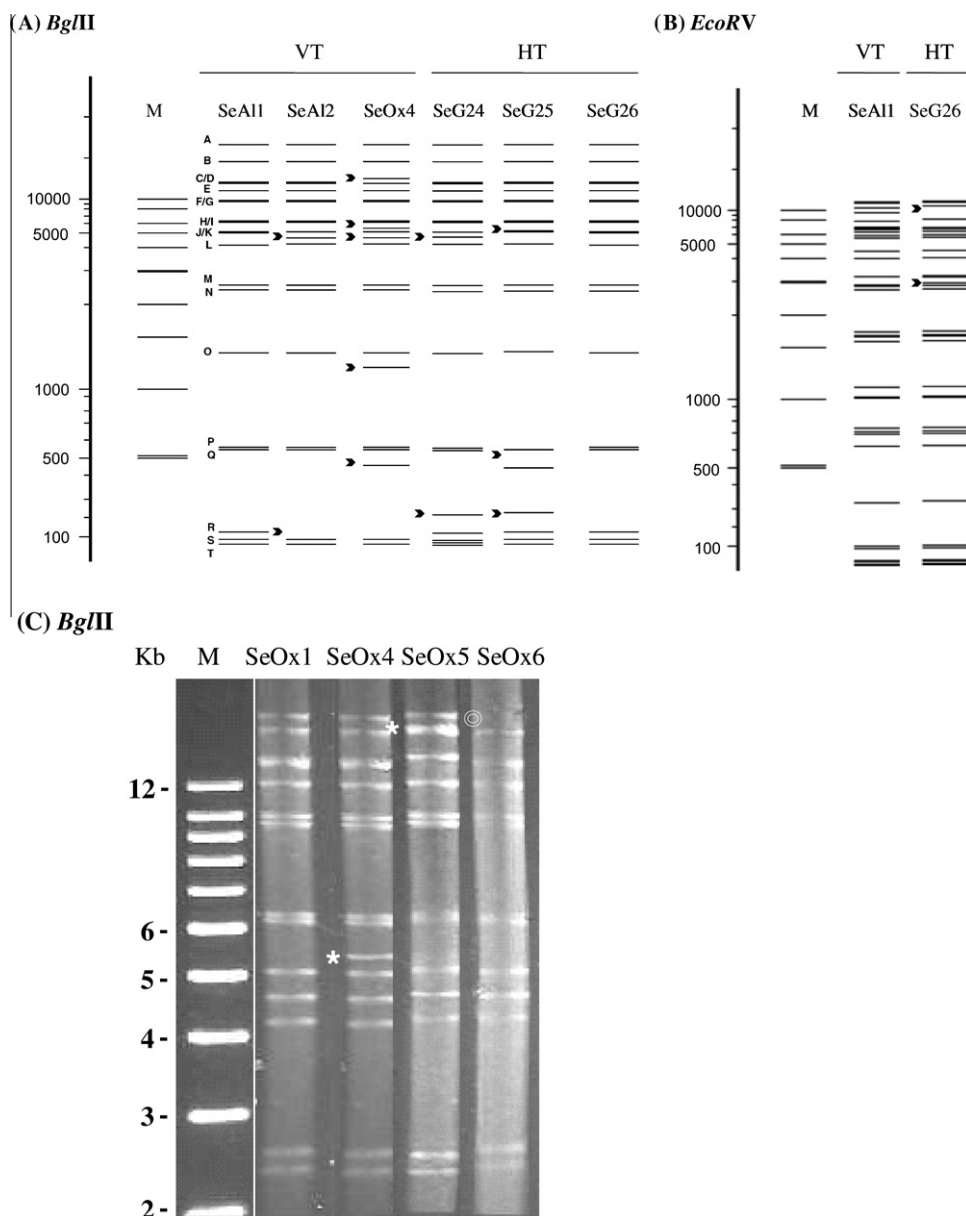 (A) BglII
VT HT
M SeAl1 SeAl2 SeOx4 SeG24 SeG25 SeG26
A
B
C/D
E
F/G
H/I
J/K
L
M
N
O
P
Q
R
S
T
10000
5000
1000
500
100
(B) EcoRV
VT HT
M SeAl1 SeG26
10000
5000
1000
500
100
(C) BglII
Kb M SeOx1 SeOx4 SeOx5 SeOx6
12 -
6 -
5 -
4 -
3 -
2 -
* 
*